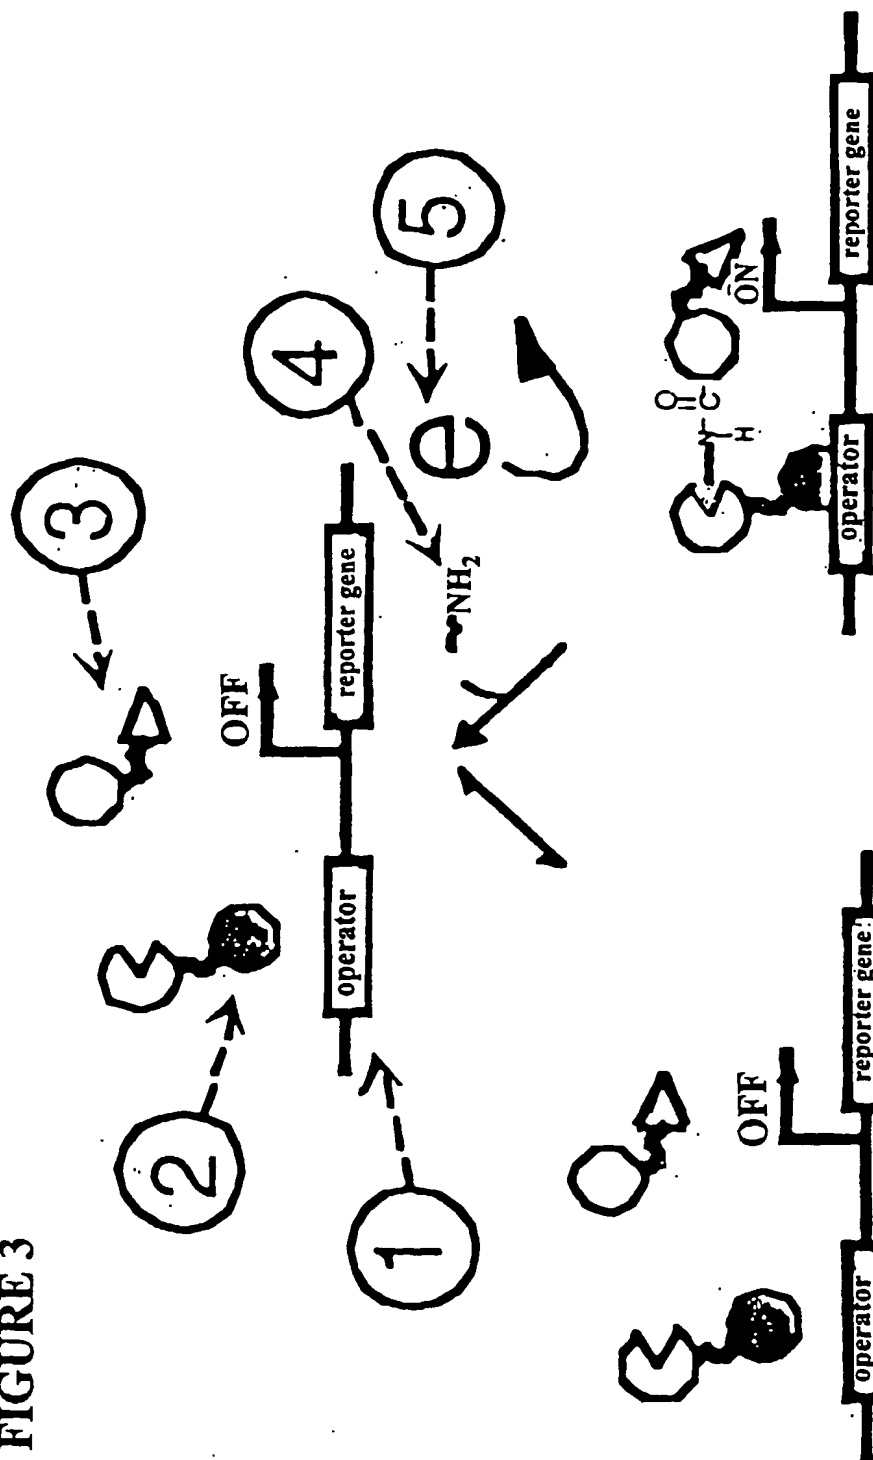 FIGURE 3
1
2
3
4
5
OFF
operator
reporter gene
NH2
e
OFF
operator
reporter gene
O
N
C
H
ON
operator
reporter gene